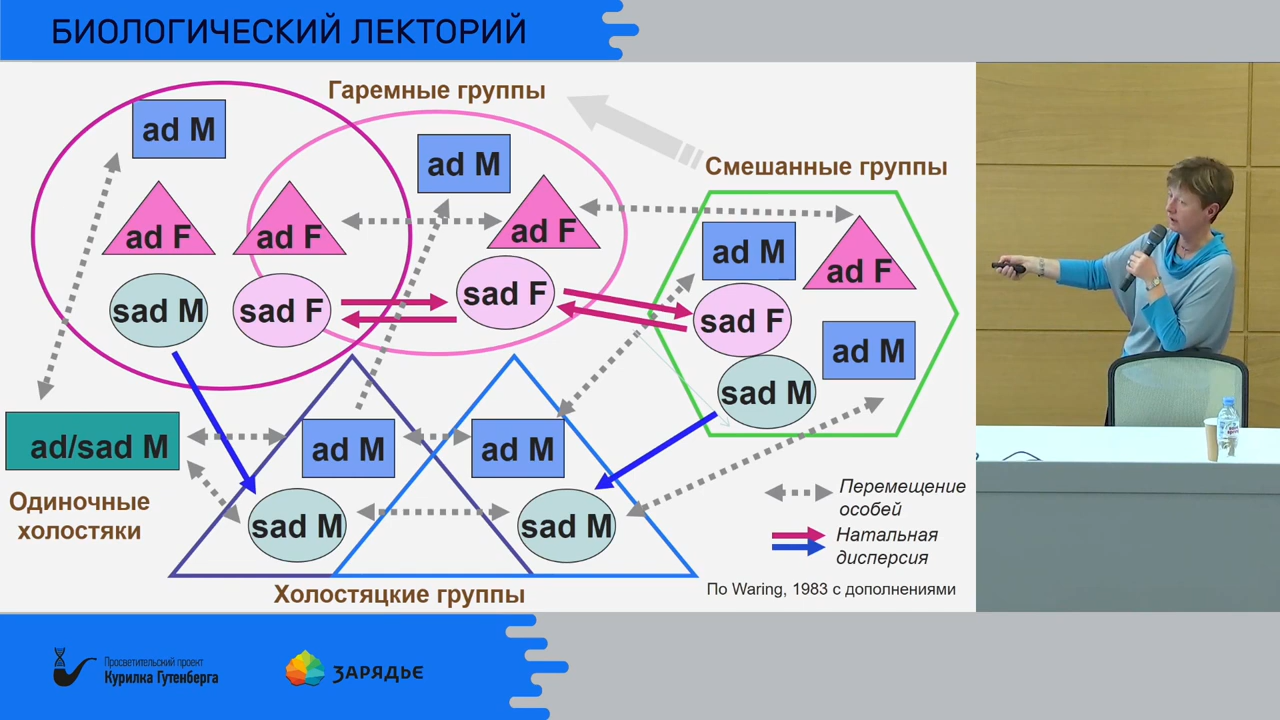 БИОЛОГИЧЕСКИЙ ЛЕКТОРИЙ
Гаремные группы
ad M
ad M
Смешанные группы
ad F
ad F
ad F
ad M
ad F
sad M
sad F
sad F
sad F
ad M
sad M
ad/sad M
ad M
ad M
Одиночные
холостяки
sad M
sad M
Перемещение
особей
Натальная
дисперсия
Холостяцкие группы
По Waring, 1983 с дополнениями
Просветительский проект
Курилка Гутенберга
ЗАРЯДЬЕ